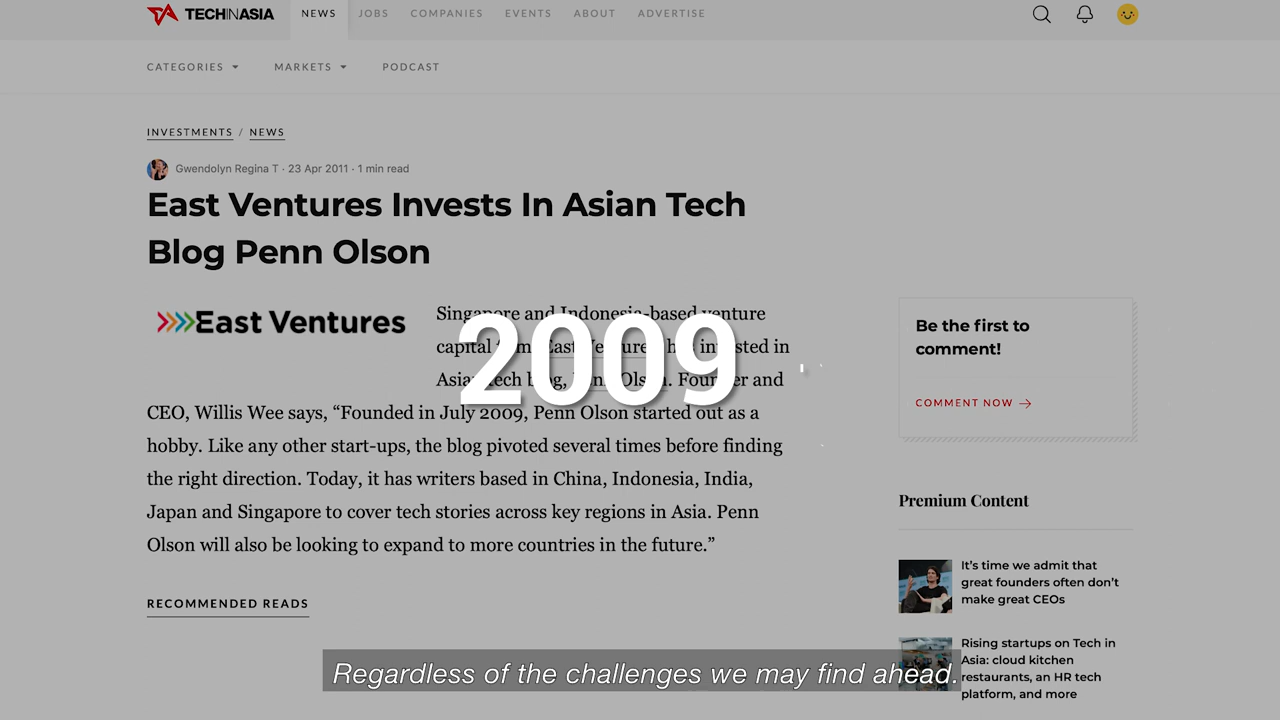 TECHINASIA NEWS JOBS COMPANIES EVENTS ABOUT ADVERTISE
CATEGORIES MARKETS PODCAST
INVESTMENTS / NEWS
Gwendolyn Regina T · 23 Apr 2011 · 1 min read
East Ventures Invests In Asian Tech
Blog Penn Olson
East Ventures
Singapore and Indonesia-based venture
capital East Ventures invested in
Asian tech blog, Penn Olson. Founder and
CEO, Willis Wee says, “Founded in July 2009, Penn Olson started out as a
hobby. Like any other start-ups, the blog pivoted several times before finding
the right direction. Today, it has writers based in China, Indonesia, India,
Japan and Singapore to cover tech stories across key regions in Asia. Penn
Olson will also be looking to expand to more countries in the future.”
2009
RECOMMENDED READS
Be the first to
comment!
COMMENT NOW →
Premium Content
It’s time we admit that
great founders often don’t
make great CEOs
Rising startups on Tech in
Asia: cloud kitchen
restaurants, an HR tech
platform, and more
Regardless of the challenges we may find ahead.